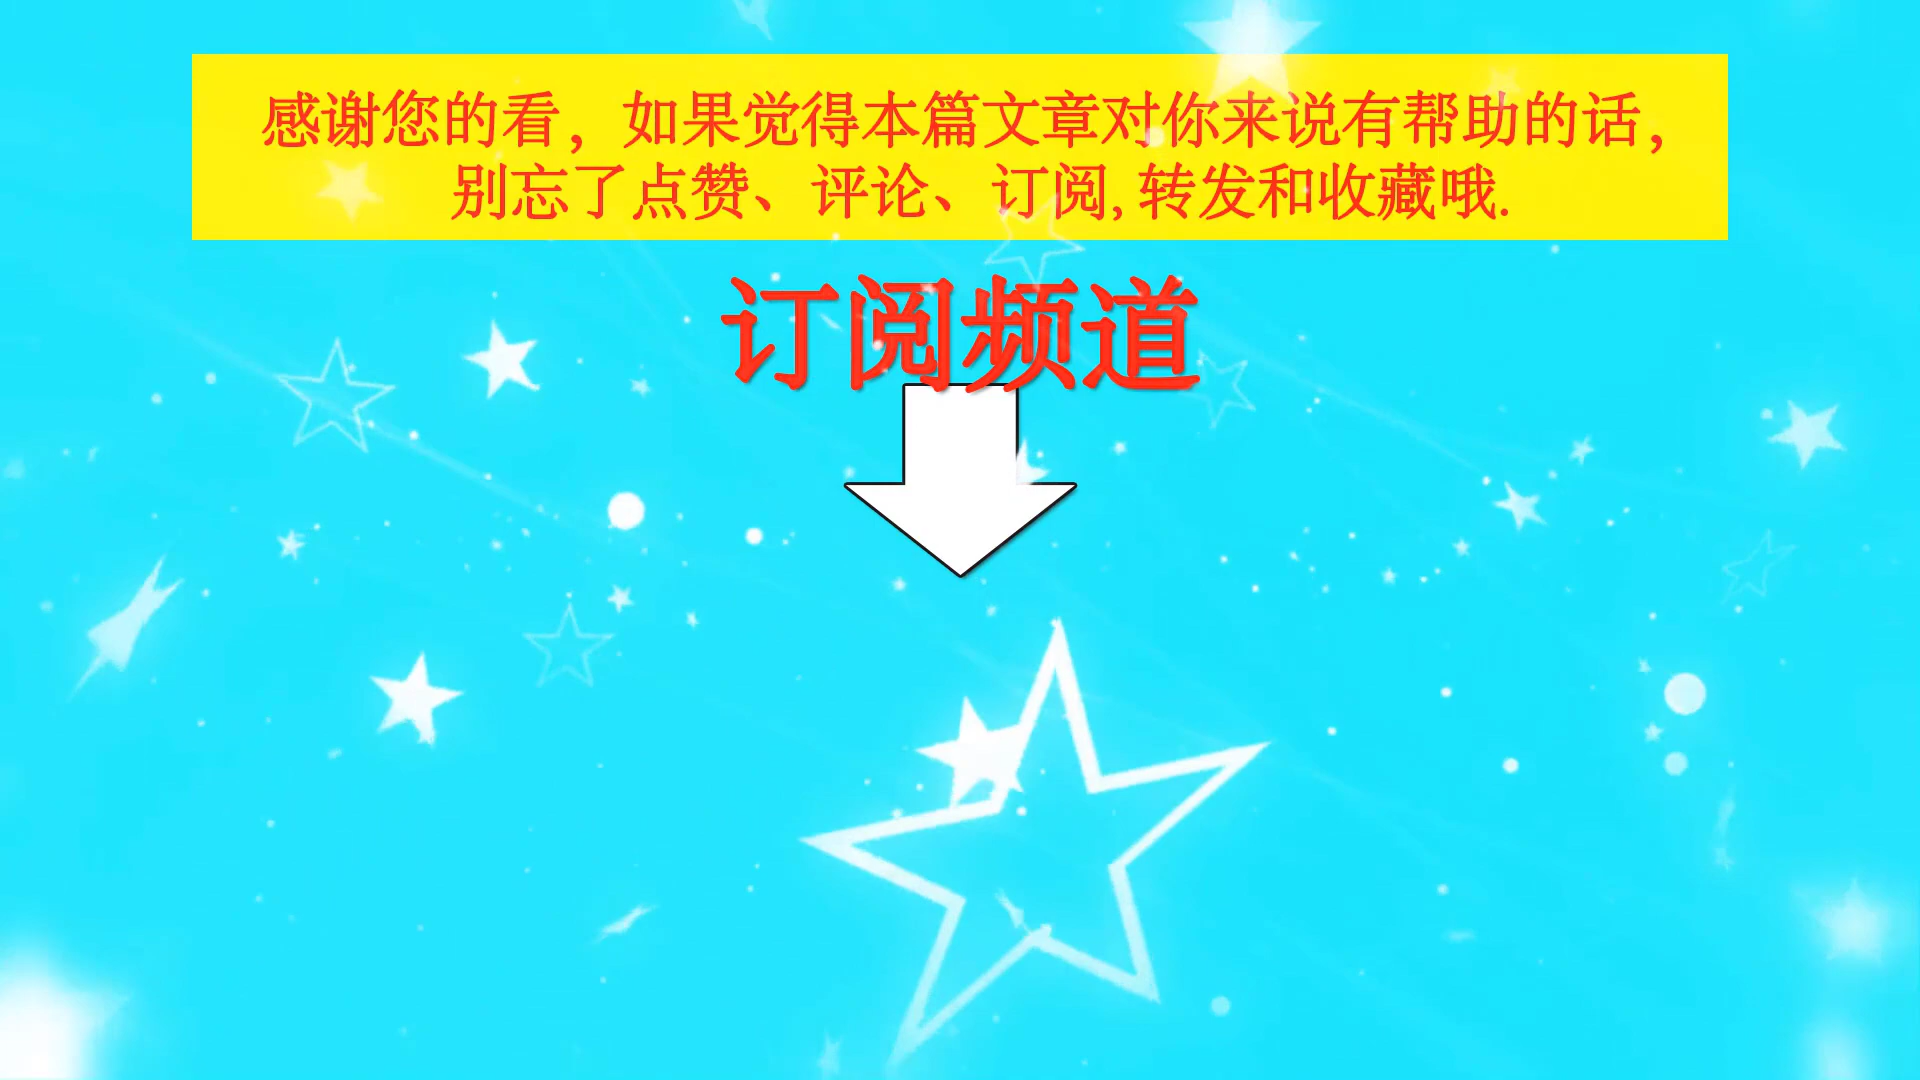 感谢您的看，如果觉得本篇文章对你来说有帮助的话，
别忘了点赞、评论、订阅,转发和收藏哦.
订阅频道